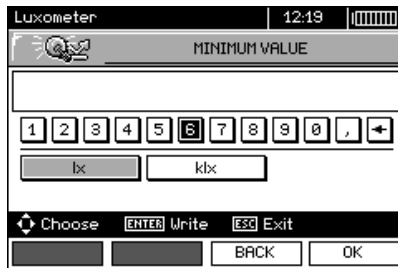 Luxometer 12:19
MINIMUM VALUE
1 2 3 4 5 6 7 8 9 0 ,
lx klx
Choose ENTER Write ESC Exit
BACK OK